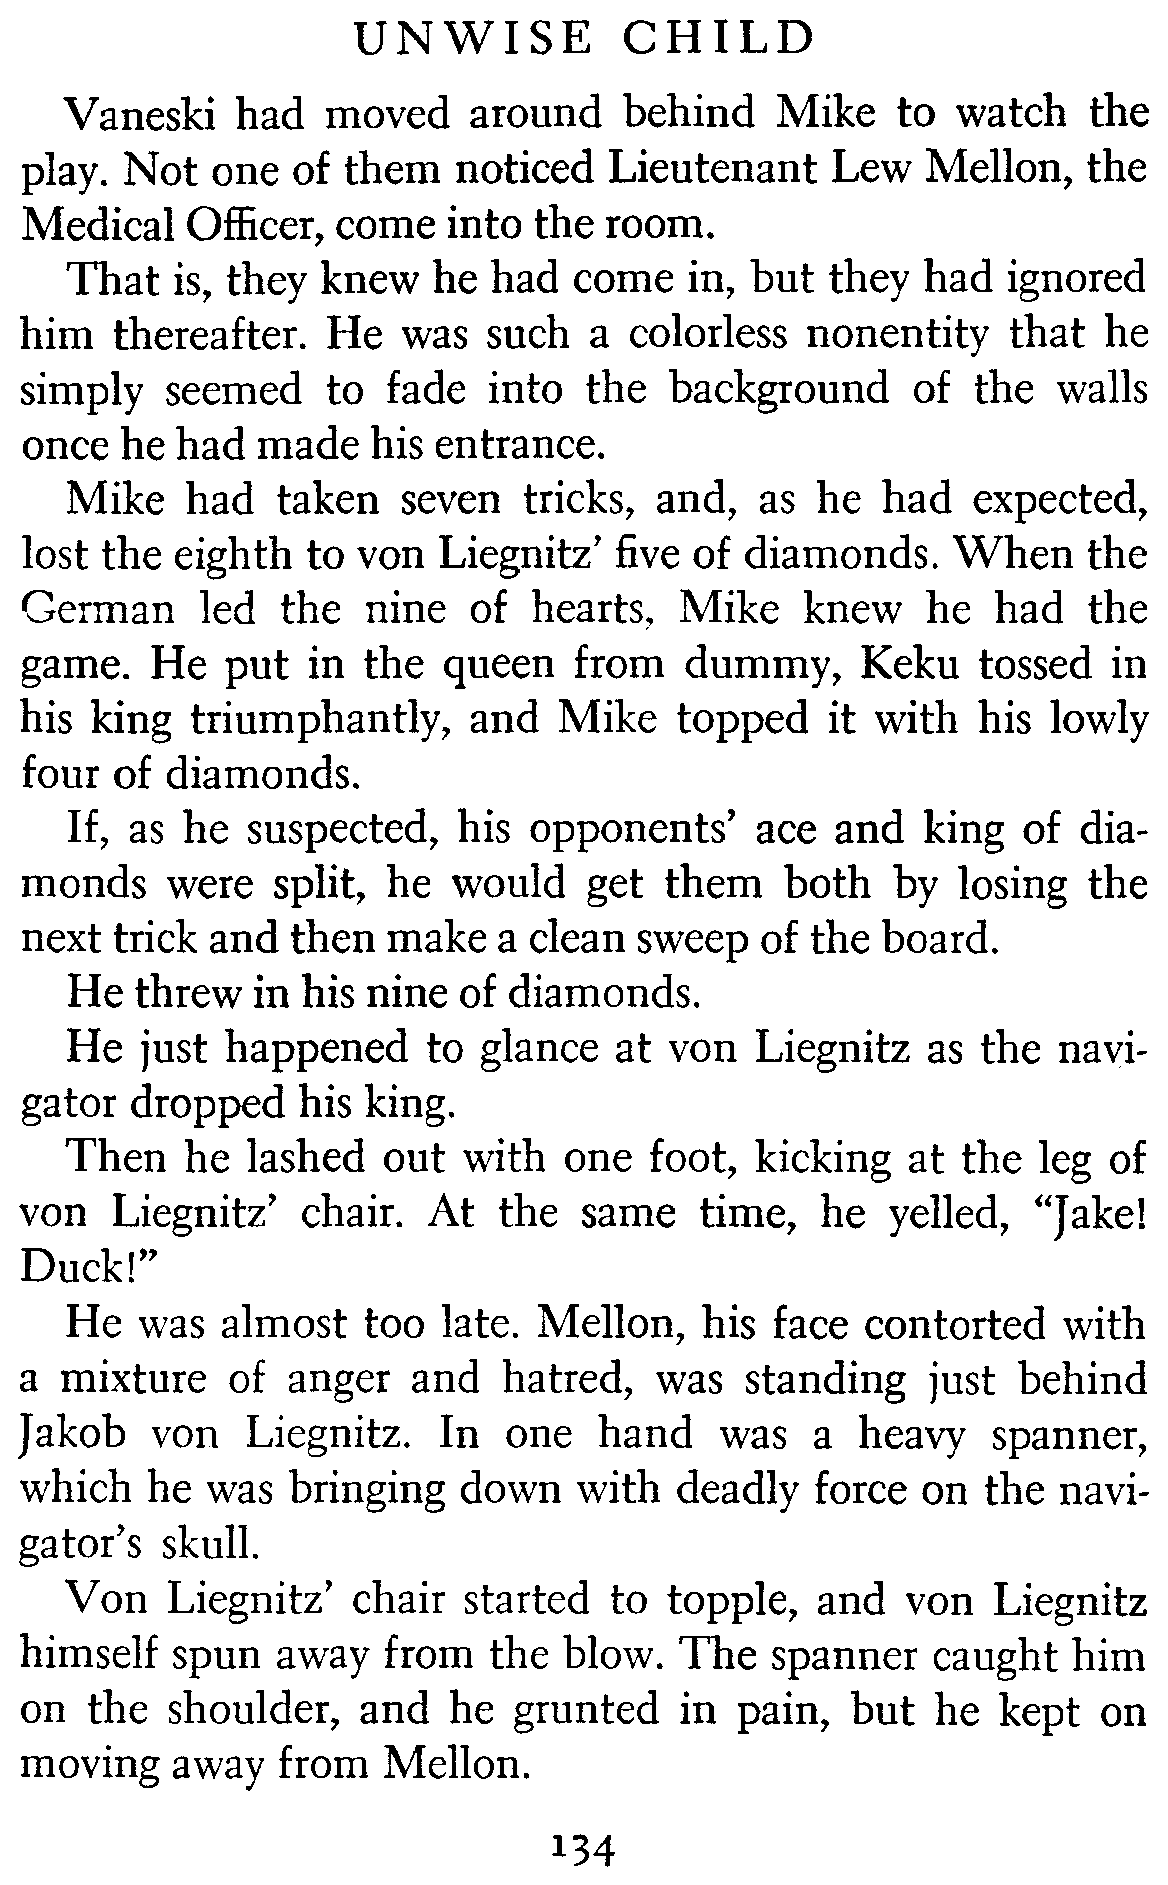 UNWISE CHILD
Vaneski had moved around behind Mike to watch the
play. Not one of them noticed Lieutenant Lew Mellon, the
Medical Officer, come into the room.
That is, they knew he had come in, but they had ignored
him thereafter. He was such a colorless nonentity that he
simply seemed to fade into the background of the walls
once he had made his entrance.
Mike had taken seven tricks, and, as he had expected,
lost the eighth to von Liegnitz’ five of diamonds. When the
German led the nine of hearts, Mike knew he had the
game. He put in the queen from dummy, Keku tossed in
his king triumphantly, and Mike topped it with his lowly
four of diamonds.
If, as he suspected, his opponents’ ace and king of dia-
monds were split, he would get them both by losing the
next trick and then make a clean sweep of the board.
He threw in his nine of diamonds.
He just happened to glance at von Liegnitz as the navi-
gator dropped his king.
Then he lashed out with one foot, kicking at the leg of
von Liegnitz’ chair. At the same time, he yelled, “Jake!
Duck!”
He was almost too late. Mellon, his face contorted with
a mixture of anger and hatred, was standing just behind
Jakob von Liegnitz. In one hand was a heavy spanner,
which he was bringing down with deadly force on the navi-
gator’s skull.
Von Liegnitz’ chair started to topple, and von Liegnitz
himself spun away from the blow. The spanner caught him
on the shoulder, and he grunted in pain, but he kept on
moving away from Mellon.
134